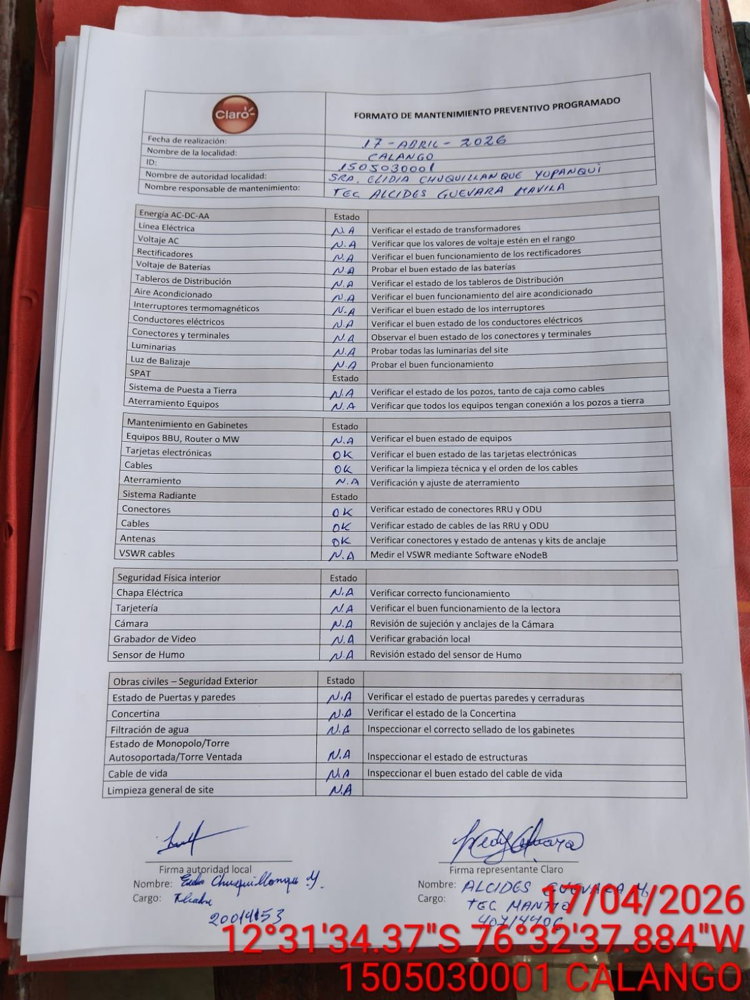 Claro
FORMATO DE MANTENIMIENTO PREVENTIVO PROGRAMADO
Fecha de realización: 17-ABRIL-2026
Nombre de la localidad: CALANGO
ID: 1505030001
Nombre de autoridad localidad: SRA. ELIDIA CHUQUILLANQUE YUPANQUI
Nombre responsable de mantenimiento: TEC ALCIDES GUEVARA MAVILA
Energía AC-DC-AA Estado
Línea Eléctrica N.A Verificar el estado de transformadores
Voltaje AC N.A Verificar que los valores de voltaje estén en el rango
Rectificadores N.A Verificar el buen funcionamiento de los rectificadores
Voltaje de Baterías N.A Probar el buen estado de las baterías
Tableros de Distribución N.A Verificar el estado de los tableros de Distribución
Aire Acondicionado N.A Verificar el buen funcionamiento del aire acondicionado
Interruptores termomagnéticos N.A Verificar el buen estado de los interruptores
Conductores eléctricos N.A Verificar el buen estado de los conductores eléctricos
Conectores y terminales N.A Observar el buen estado de los conectores y terminales
Luminarias N.A Probar todas las luminarias del site
Luz de Balizaje N.A Probar el buen funcionamiento
SPAT Estado
Sistema de Puesta a Tierra N.A Verificar el estado de los pozos, tanto de caja como cables
Aterramiento Equipos N.A Verificar que todos los equipos tengan conexión a los pozos a tierra
Mantenimiento en Gabinetes Estado
Equipos BBU, Router o MW N.A Verificar el buen estado de equipos
Tarjetas electrónicas OK Verificar el buen estado de las tarjetas electrónicas
Cables OK Verificar la limpieza técnica y el orden de los cables
Aterramiento N.A Verificación y ajuste de aterramiento
Sistema Radiante Estado
Conectores OK Verificar estado de conectores RRU y ODU
Cables OK Verificar estado de cables de las RRU y ODU
Antenas OK Verificar conectores y estado de antenas y kits de anclaje
VSWR cables N.A Medir el VSWR mediante Software eNodeB
Seguridad Física interior Estado
Chapa Eléctrica N.A Verificar correcto funcionamiento
Tarjetería N.A Verificar el buen funcionamiento de la lectora
Cámara N.A Revisión de sujeción y anclajes de la Cámara
Grabador de Video N.A Verificar grabación local
Sensor de Humo N.A Revisión estado del sensor de Humo
Obras civiles – Seguridad Exterior Estado
Estado de Puertas y paredes N.A Verificar el estado de puertas paredes y cerraduras
Concertina N.A Verificar el estado de la Concertina
Filtración de agua N.A Inspeccionar el correcto sellado de los gabinetes
Estado de Monopolo/Torre
Autosoportada/Torre Ventada N.A Inspeccionar el estado de estructuras
Cable de vida N.A Inspeccionar el buen estado del cable de vida
Limpieza general de site N.A
Firma autoridad local
Nombre: Chuquillanque Y.
Cargo:
20014153
Firma representante Claro
Nombre: ALCIDES GUEVARA M.
Cargo: TEC MANTTO
17/04/2026
12°31'34.37"S 76°32'37.884"W
1505030001 CALANGO